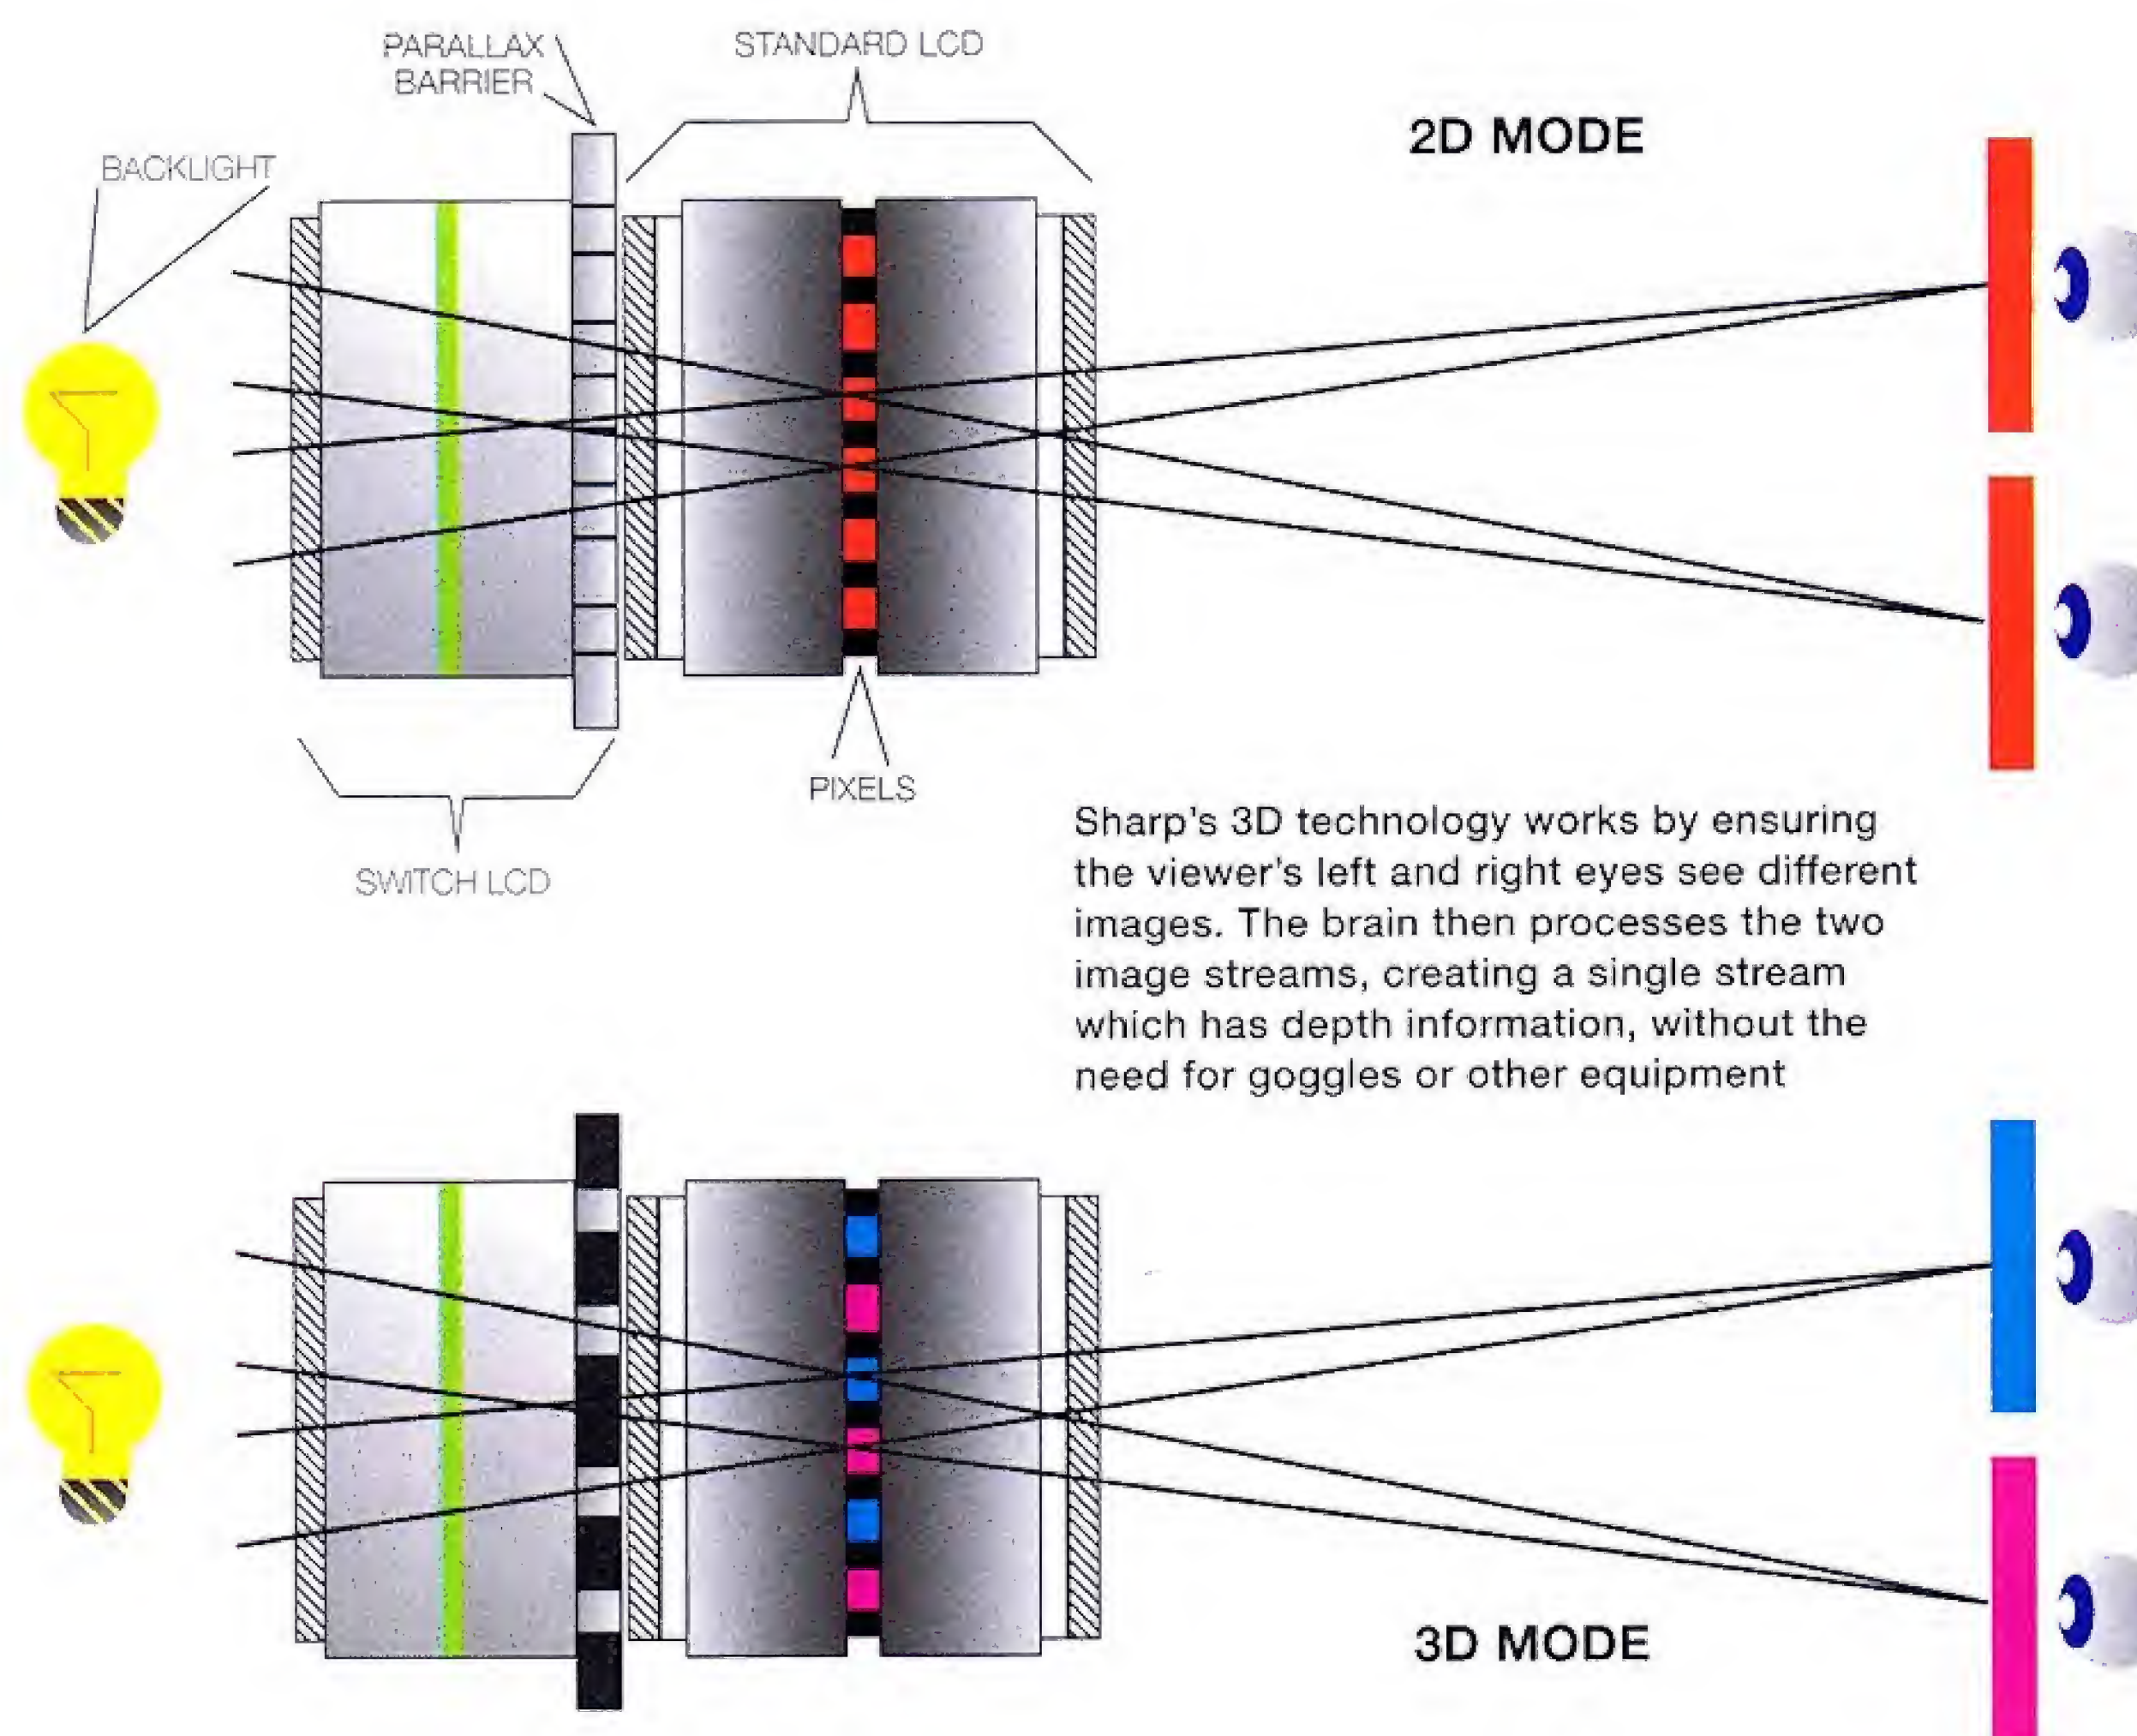 PARALLAX
BARRIER
STANDARD LCD
2D MODE
BACKLIGHT
PIXELS
SWITCH LCD
Sharp's 3D technology works by ensuring
the viewer's left and right eyes see different
images. The brain then processes the two
image streams, creating a single stream
which has depth information, without the
need for goggles or other equipment
3D MODE